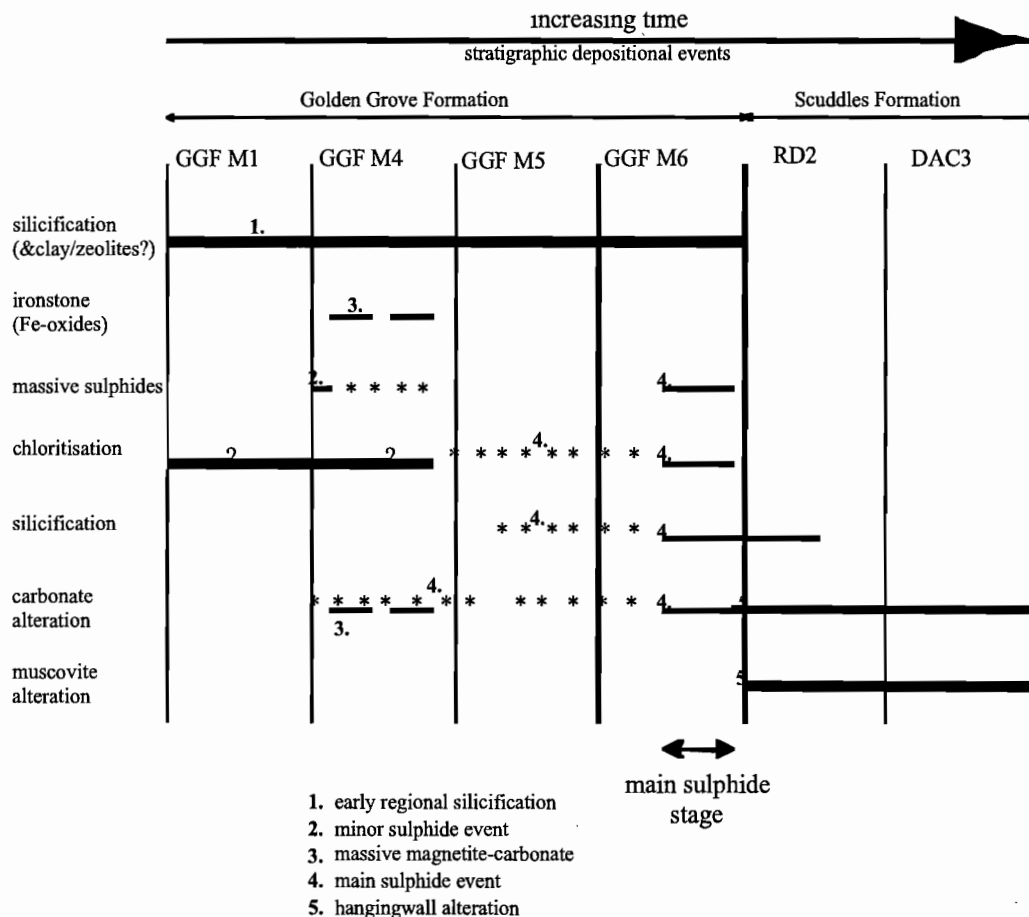 increasing time
stratigraphic depositional events
Golden Grove Formation
Scuddles Formation
GGF M1
GGF M4
GGF M5
GGF M6
RD2
DAC3
silicification
(&clay/zeolites?)
1.
ironstone
(Fe-oxides)
3.
massive sulphides
2.
* * * *
4.
chloritisation
2
2
* * * * * * * *
4.
4.
silicification
* * * * * *
4.
4
carbonate
alteration
* * * * * * * * * * * *
4.
4.
5
3.
muscovite
alteration
5
main sulphide
stage
1. early regional silicification
2. minor sulphide event
3. massive magnetite-carbonate
4. main sulphide event
5. hangingwall alteration